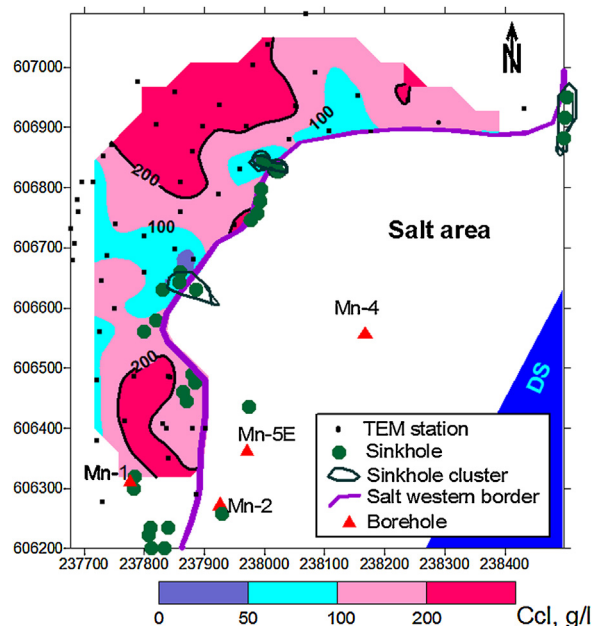 N
607000
606900
606800
606700
606600
606500
606400
606300
606200
200
100
100
200
Salt area
Mn-4
Mn-5E
Mn-1
Mn-2
DS
TEM station
Sinkhole
Sinkhole cluster
Salt western border
Borehole
237700 237800 237900 238000 238100 238200 238300 238400
0 50 100 200 Ccl, g/l